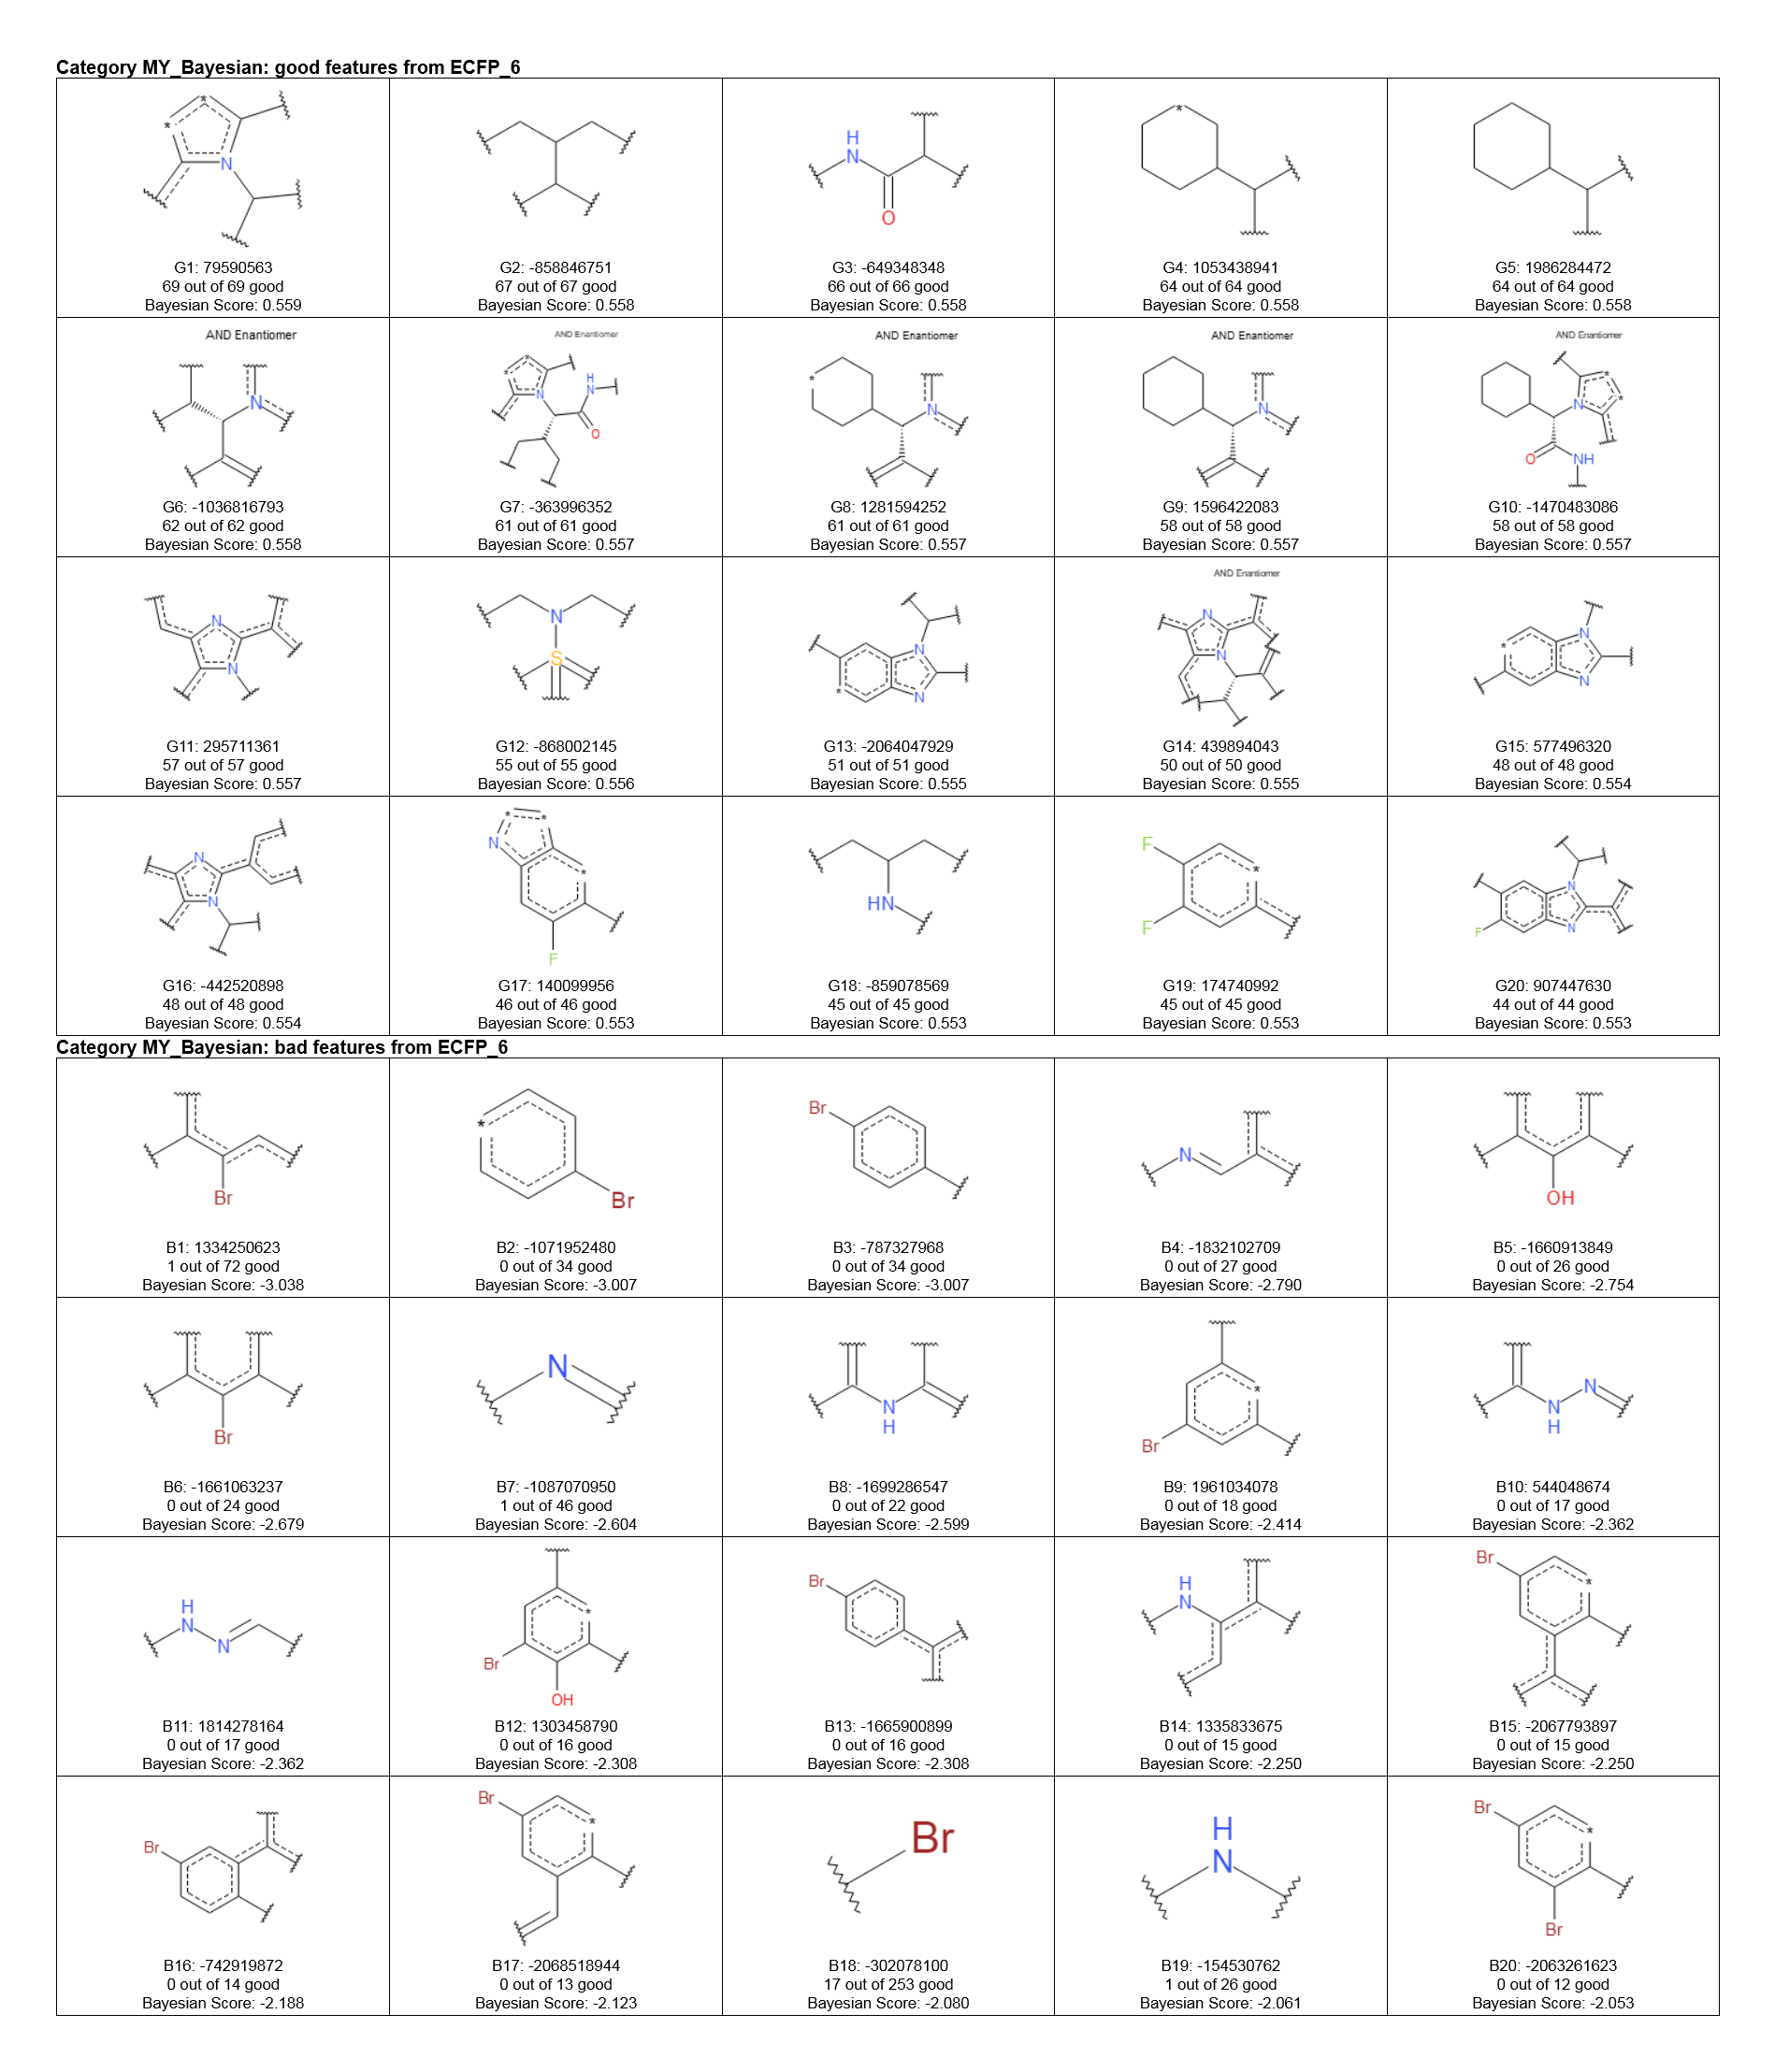 Category MY_Bayesian: good features from ECFP_6
N
G1: 79590563
69 out of 69 good
Bayesian Score: 0.559
G2: -858846751
67 out of 67 good
Bayesian Score: 0.558
H
N
O
G3: -649348348
66 out of 66 good
Bayesian Score: 0.558
G4: 1053438941
64 out of 64 good
Bayesian Score: 0.558
G5: 1986284472
64 out of 64 good
Bayesian Score: 0.558
AND Enantiomer
N
G6: -1036816793
62 out of 62 good
Bayesian Score: 0.558
AND Enantiomer
H
N
N
O
G7: -363996352
61 out of 61 good
Bayesian Score: 0.557
AND Enantiomer
N
G8: 1281594252
61 out of 61 good
Bayesian Score: 0.557
AND Enantiomer
N
G9: 1596422083
58 out of 58 good
Bayesian Score: 0.557
AND Enantiomer
N
O NH
G10: -1470483086
58 out of 58 good
Bayesian Score: 0.557
N
N
G11: 295711361
57 out of 57 good
Bayesian Score: 0.557
N
S
G12: -868002145
55 out of 55 good
Bayesian Score: 0.556
N
N
G13: -2064047929
51 out of 51 good
Bayesian Score: 0.555
AND Enantiomer
N
N
G14: 439894043
50 out of 50 good
Bayesian Score: 0.555
N
N
G15: 577496320
48 out of 48 good
Bayesian Score: 0.554
N
N
G16: -442520898
48 out of 48 good
Bayesian Score: 0.554
N
F
G17: 140099956
46 out of 46 good
Bayesian Score: 0.553
HN
G18: -859078569
45 out of 45 good
Bayesian Score: 0.553
F
F
G19: 174740992
45 out of 45 good
Bayesian Score: 0.553
N
N
F
G20: 907447630
44 out of 44 good
Bayesian Score: 0.553
Category MY_Bayesian: bad features from ECFP_6
Br
B1: 1334250623
1 out of 72 good
Bayesian Score: -3.038
Br
B2: -1071952480
0 out of 34 good
Bayesian Score: -3.007
Br
B3: -787327968
0 out of 34 good
Bayesian Score: -3.007
N
B4: -1832102709
0 out of 27 good
Bayesian Score: -2.790
OH
B5: -1660913849
0 out of 26 good
Bayesian Score: -2.754
Br
B6: -1661063237
0 out of 24 good
Bayesian Score: -2.679
N
B7: -1087070950
1 out of 46 good
Bayesian Score: -2.604
N
H
B8: -1699286547
0 out of 22 good
Bayesian Score: -2.599
Br
B9: 1961034078
0 out of 18 good
Bayesian Score: -2.414
N
N
H
B10: 544048674
0 out of 17 good
Bayesian Score: -2.362
H
N
N
B11: 1814278164
0 out of 17 good
Bayesian Score: -2.362
Br
OH
B12: 1303458790
0 out of 16 good
Bayesian Score: -2.308
Br
B13: -1665900899
0 out of 16 good
Bayesian Score: -2.308
H
N
B14: 1335833675
0 out of 15 good
Bayesian Score: -2.250
Br
B15: -2067793897
0 out of 15 good
Bayesian Score: -2.250
Br
B16: -742919872
0 out of 14 good
Bayesian Score: -2.188
Br
B17: -2068518944
0 out of 13 good
Bayesian Score: -2.123
Br
B18: -302078100
17 out of 253 good
Bayesian Score: -2.080
H
N
B19: -154530762
1 out of 26 good
Bayesian Score: -2.061
Br
Br
B20: -2063261623
0 out of 12 good
Bayesian Score: -2.053